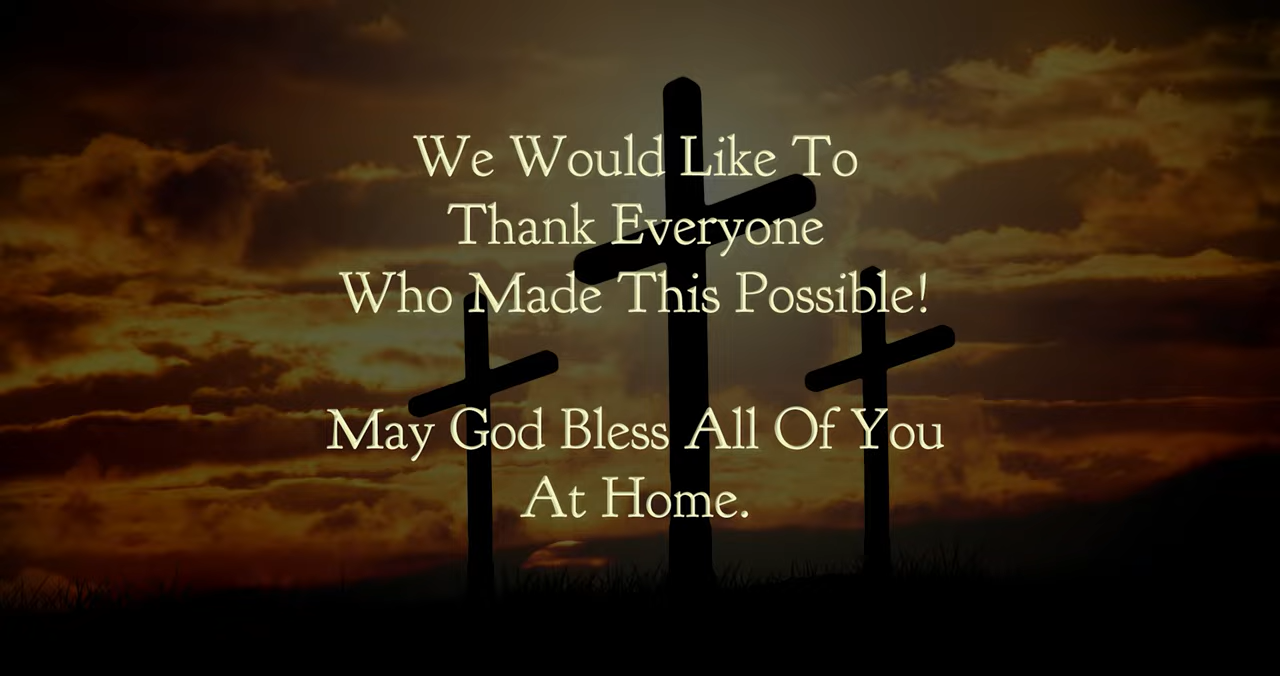 We Would Like To
Thank Everyone
Who Made This Possible!
May God Bless All Of You
At Home.